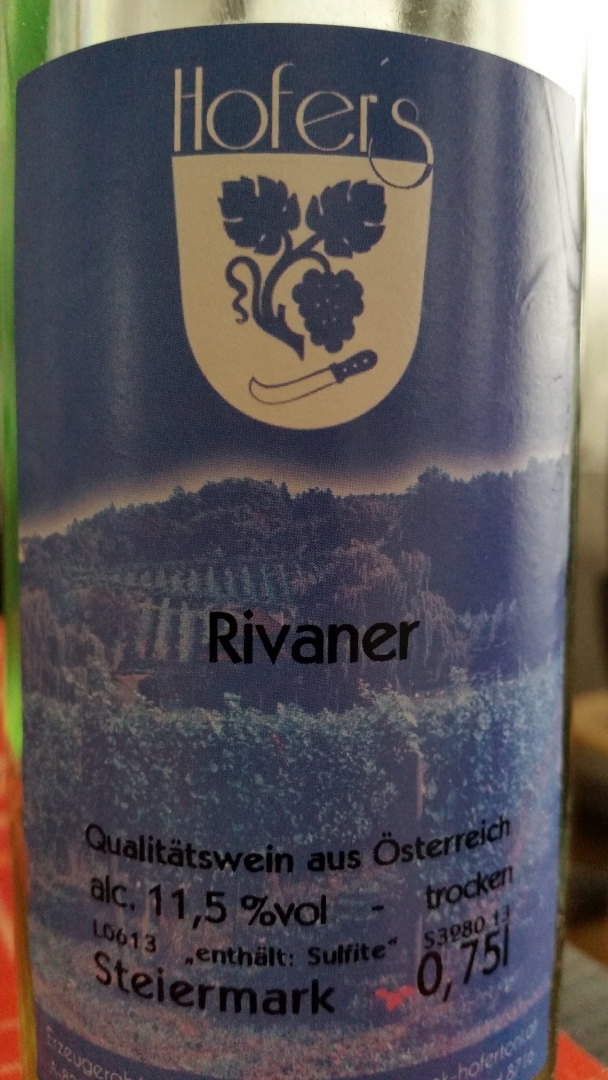 Hofer's
Rivaner
Qualitätswein aus Österreich
alc. 11,5 %vol - trocken
L0613 „enthält: Sulfite“ S3980 13
Steiermark 0,75l